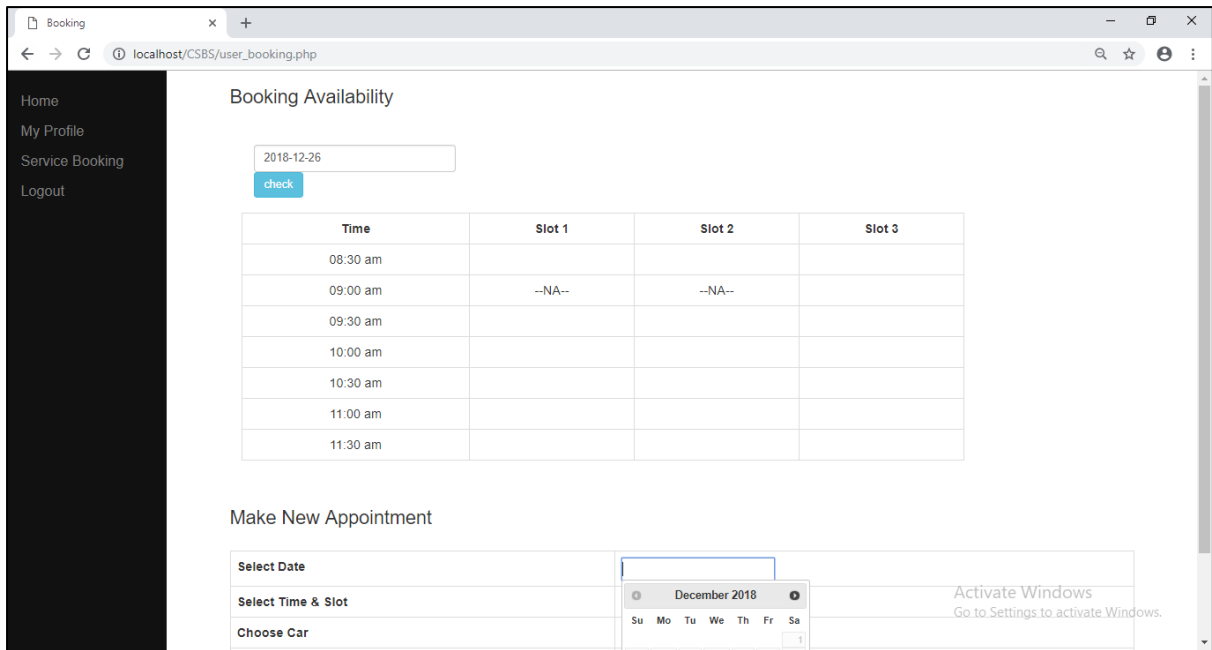 Booking
localhost/CSBS/user_booking.php
Home
My Profile
Service Booking
Logout
Booking Availability
2018-12-26
check
Time Slot 1 Slot 2 Slot 3
08:30 am
09:00 am --NA-- --NA--
09:30 am
10:00 am
10:30 am
11:00 am
11:30 am
Make New Appointment
Select Date
Select Time & Slot
Choose Car
December 2018
Su Mo Tu We Th Fr Sa
1
Activate Windows
Go to Settings to activate Windows.